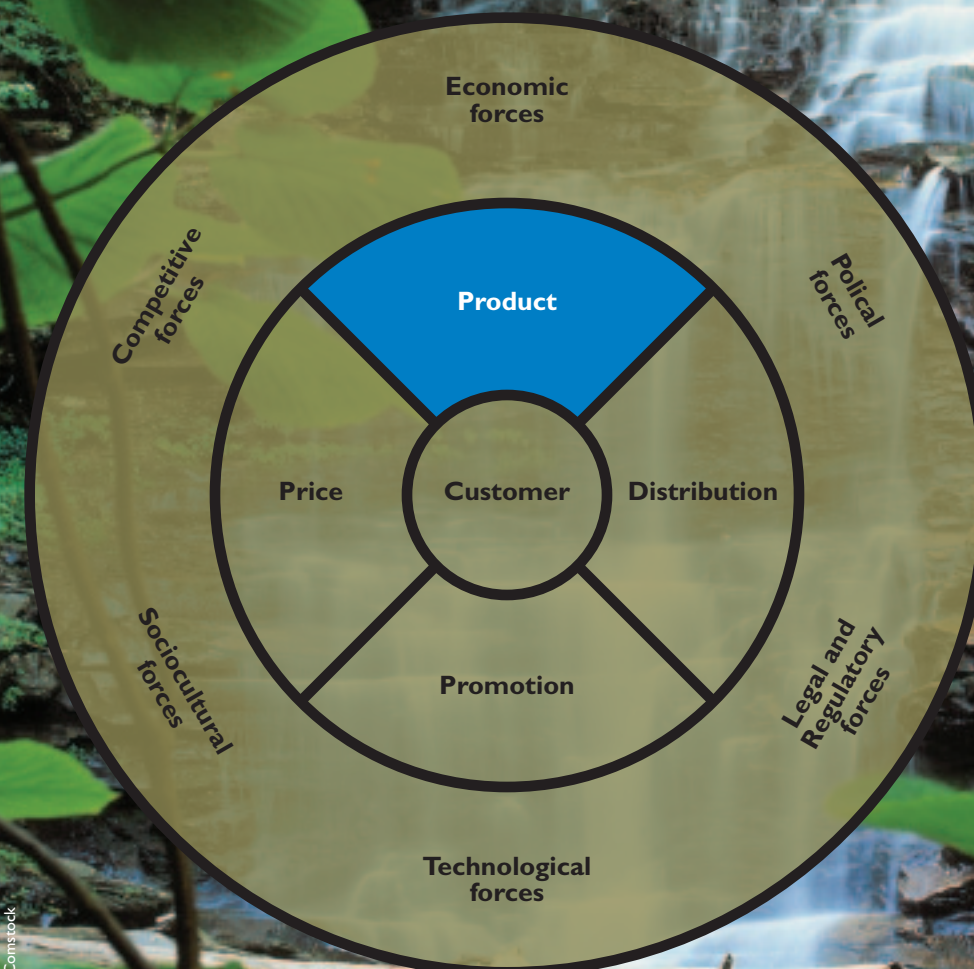 Economic
forces
Competitive
forces
Polical
forces
Product
Price
Customer
Distribution
Promotion
Sociocultural
forces
Legal and
Regulatory
forces
Technological
forces
Comstock